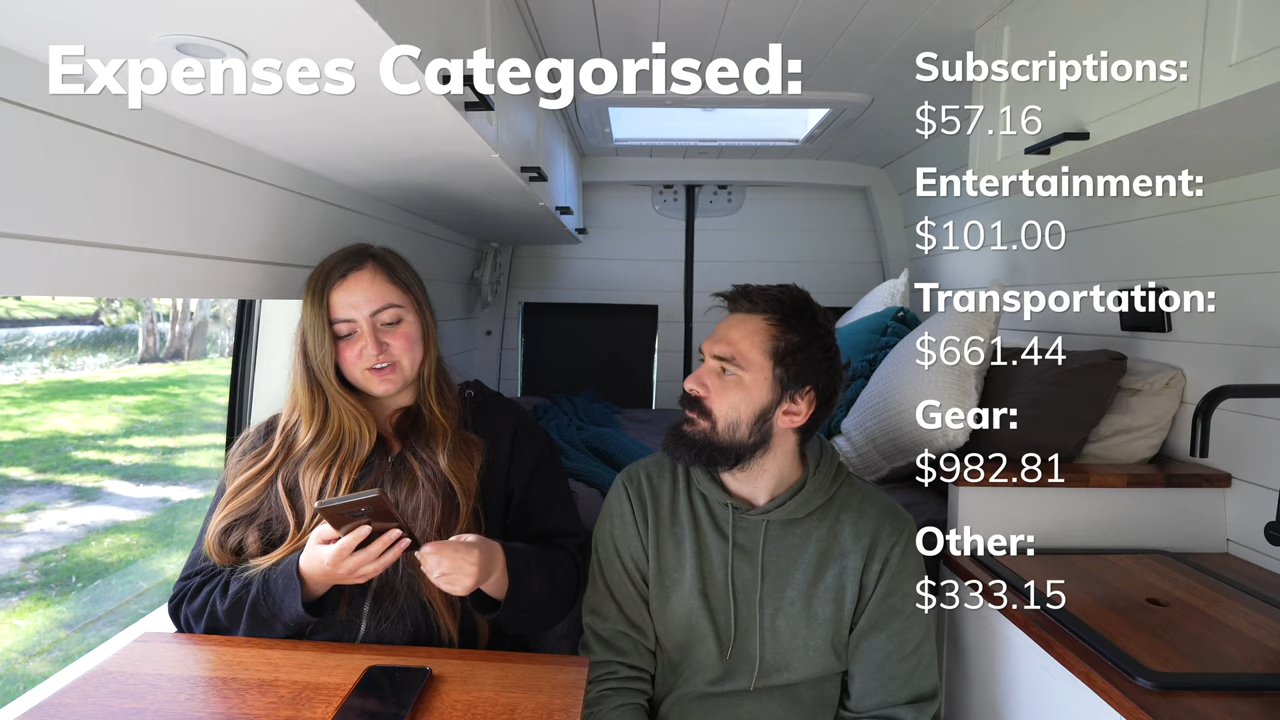 Expenses Categorised:
Subscriptions:
$57.16
Entertainment:
$101.00
Transportation:
$661.44
Gear:
$982.81
Other:
$333.15